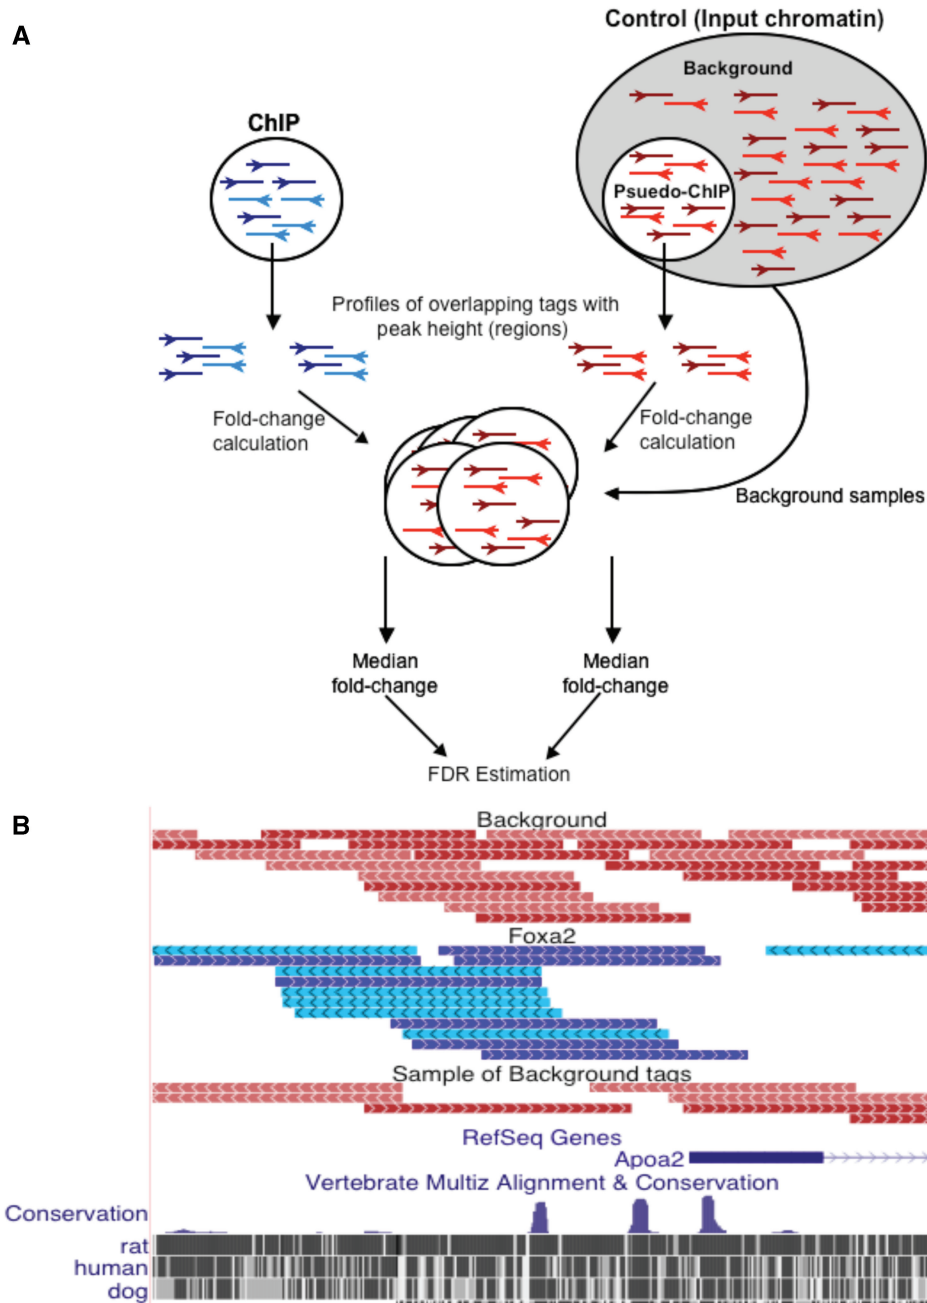 A
Control (Input chromatin)
Background
ChIP
Psuedo-ChIP
Profiles of overlapping tags with
peak height (regions)
Fold-change
calculation
Fold-change
calculation
Background samples
Median
fold-change
Median
fold-change
FDR Estimation
B
Background
Foxa2
Sample of Background tags
RefSeq Genes
Apoa2
Vertebrate Multiz Alignment & Conservation
Conservation
rat
human
dog